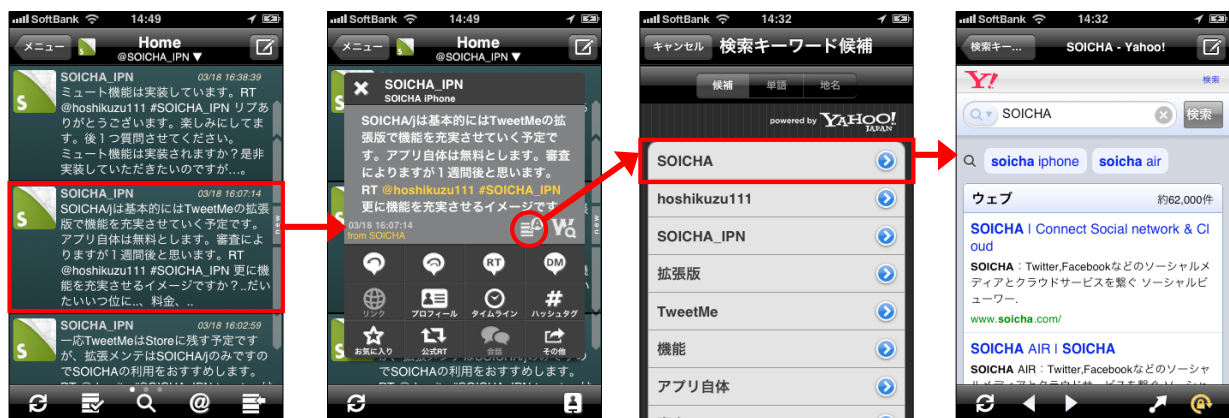 SoftBank 14:49
メニュー
Home
@SOICHA_IPN ▼
SOICHA_IPN 03/18 16:38:39
ミュート機能は実装しています。RT
@hoshikuzu111 #SOICHA_IPN リプあ
りがとうございます。楽しみにしてま
す。後１つ質問させてください。
ミュート機能は実装されますか？是非
実装していただきたいのですが…。
SOICHA_IPN 03/18 16:07:14
SOICHA/jは基本的にはTweetMeの拡張
版で機能を充実させていく予定です。
アプリ自体は無料とします。審査によ
りますが１週間後と思います。RT
@hoshikuzu111 #SOICHA_IPN 更に機
能を充実させるイメージですか？..だい
たいいつ位に..、料金、..
SOICHA_IPN 03/18 16:02:59
一応TweetMeはStoreに残す予定です
が、拡張メンテはSOICHA/jのみですの
でSOICHAの利用をおすすめします。
SoftBank 14:49
メニュー
Home
@SOICHA_IPN ▼
SOICHA_IPN
SOICHA iPhone
SOICHA/jは基本的にはTweetMeの拡
張版で機能を充実させていく予定で
す。アプリ自体は無料とします。審査
によりますが１週間後と思います。
RT @hoshikuzu111 #SOICHA_IPN
更に機能を充実させるイメージです
03/18 16:07:14
from SOICHA
RT
DM
リンク
プロフィール
タイムライン
ハッシュタグ
お気に入り
公式RT
会話
その他
でSOICHAの利用をおすすめします。
SoftBank 14:32
キャンセル
検索キーワード候補
候補 単語 地名
powered by YAHOO!
JAPAN
SOICHA
hoshikuzu111
SOICHA_IPN
拡張版
TweetMe
機能
アプリ自体
SoftBank 14:32
検索キー...
SOICHA - Yahoo!
Y!
検索
SOICHA
検索
soicha iphone soicha air
ウェブ 約62,000件
SOICHA | Connect Social network & Cl
oud
SOICHA：Twitter,Facebookなどのソーシャルメ
ディアとクラウドサービスを繋ぐ ソーシャルビ
ューワー.
www.soicha.com/
SOICHA AIR | SOICHA
SOICHA AIR：Twitter,Facebookなどのソーシャ